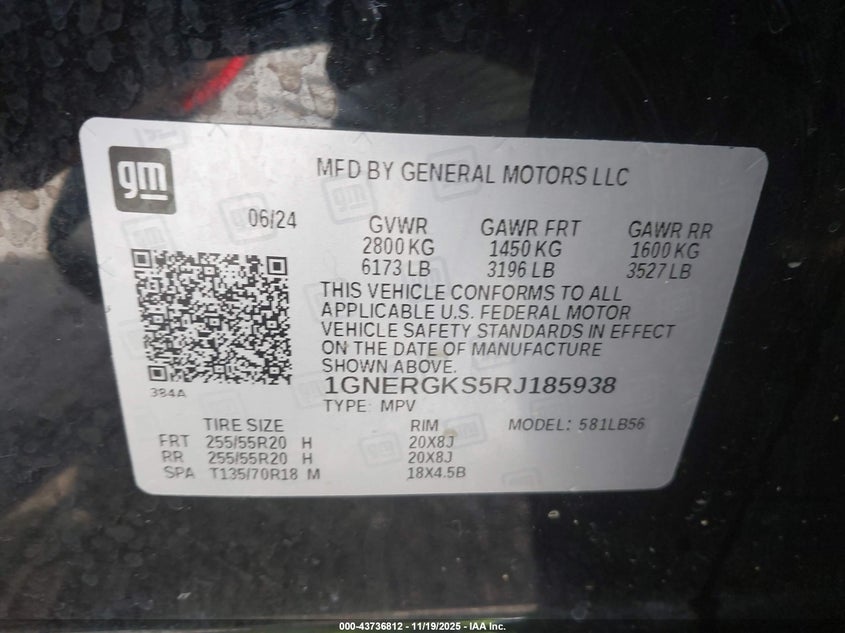 gm
MFD BY GENERAL MOTORS LLC
06/24
GVWR GAWR FRT GAWR RR
2800 KG 1450 KG 1600 KG
6173 LB 3196 LB 3527 LB
THIS VEHICLE CONFORMS TO ALL
APPLICABLE U.S. FEDERAL MOTOR
VEHICLE SAFETY STANDARDS IN EFFECT
ON THE DATE OF MANUFACTURE
SHOWN ABOVE.
384A
1GNERGKS5RJ185938
TYPE: MPV
TIRE SIZE RIM MODEL: 581LB56
FRT 255/55R20 H 20X8J
RR 255/55R20 H 20X8J
SPA T135/70R18 M 18X4.5B
000-43736812 - 11/19/2025 - IAA Inc.